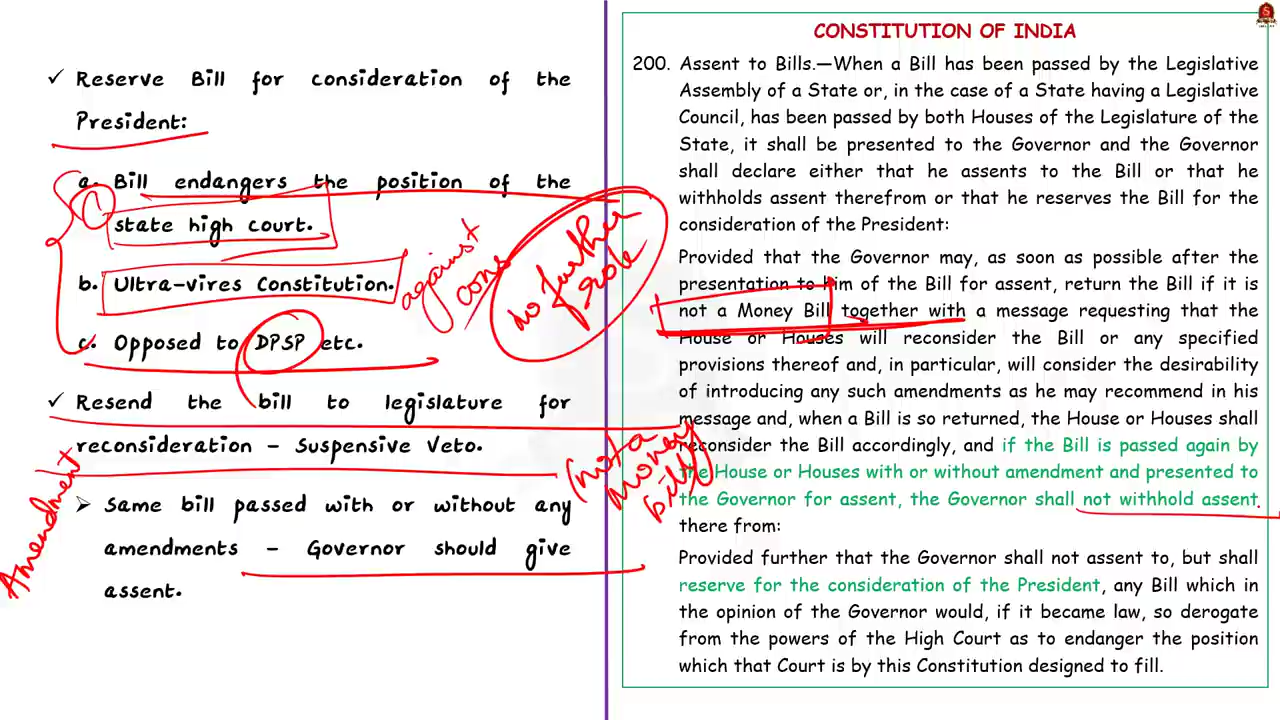 ✓ Reserve Bill for consideration of the
President:
a. Bill endangers the position of the
state high court.
b. Ultra-vires Constitution.
against
cons
no further
role
c. Opposed to DPSP etc.
✓ Resend the bill to legislature for
reconsideration - Suspensive Veto.
(not a
money
bill)
Amendment
➤ Same bill passed with or without any
amendments - Governor should give
assent.
CONSTITUTION OF INDIA
200. Assent to Bills.—When a Bill has been passed by the Legislative
Assembly of a State or, in the case of a State having a Legislative
Council, has been passed by both Houses of the Legislature of the
State, it shall be presented to the Governor and the Governor
shall declare either that he assents to the Bill or that he
withholds assent therefrom or that he reserves the Bill for the
consideration of the President:
Provided that the Governor may, as soon as possible after the
presentation to him of the Bill for assent, return the Bill if it is
not a Money Bill together with a message requesting that the
House or Houses will reconsider the Bill or any specified
provisions thereof and, in particular, will consider the desirability
of introducing any such amendments as he may recommend in his
message and, when a Bill is so returned, the House or Houses shall
reconsider the Bill accordingly, and if the Bill is passed again by
the House or Houses with or without amendment and presented to
the Governor for assent, the Governor shall not withhold assent
there from:
Provided further that the Governor shall not assent to, but shall
reserve for the consideration of the President, any Bill which in
the opinion of the Governor would, if it became law, so derogate
from the powers of the High Court as to endanger the position
which that Court is by this Constitution designed to fill.